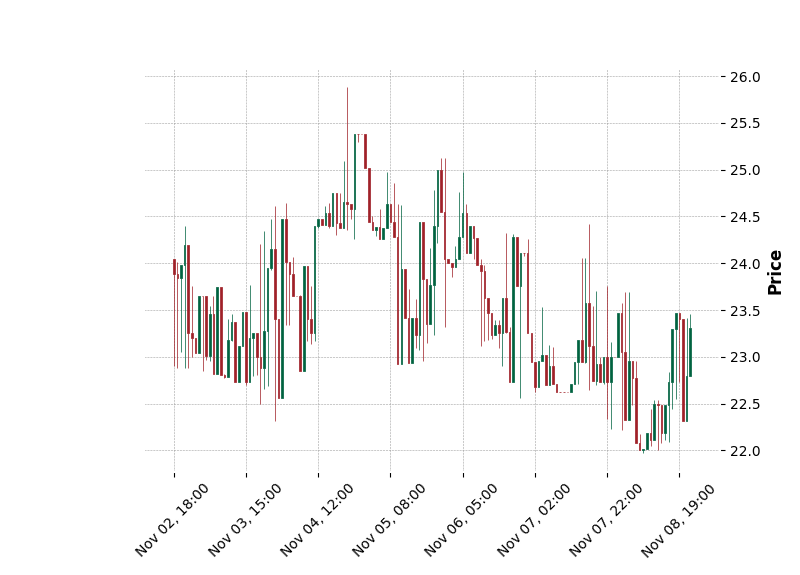 26.0
25.5
25.0
24.5
24.0
23.5
23.0
22.5
22.0
Price
Nov 02, 18:00
Nov 03, 15:00
Nov 04, 12:00
Nov 05, 08:00
Nov 06, 05:00
Nov 07, 02:00
Nov 07, 22:00
Nov 08, 19:00